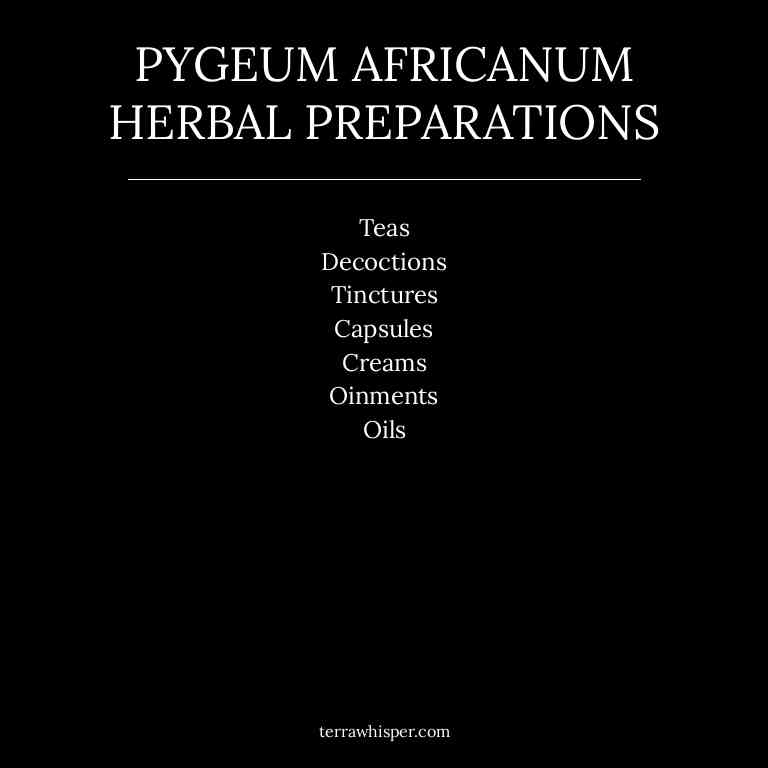 PYGEUM AFRICANUM
HERBAL PREPARATIONS
Teas
Decoctions
Tinctures
Capsules
Creams
Oinments
Oils
terrawhisper.com